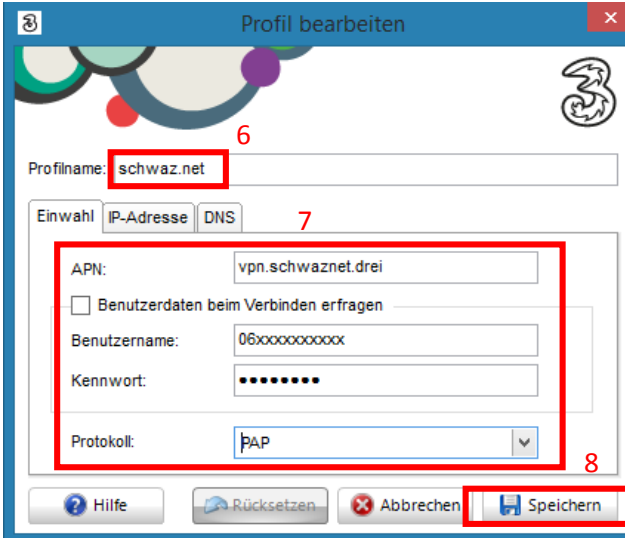 Profil bearbeiten
3
6
Profilname: schwaz.net
Einwahl IP-Adresse DNS
7
APN: vpn.schwaznet.drei
Benutzerdaten beim Verbinden erfragen
Benutzername: 06xxxxxxxxxx
Kennwort: ••••••••
Protokoll: PAP
8
Hilfe Rücksetzen Abbrechen Speichern